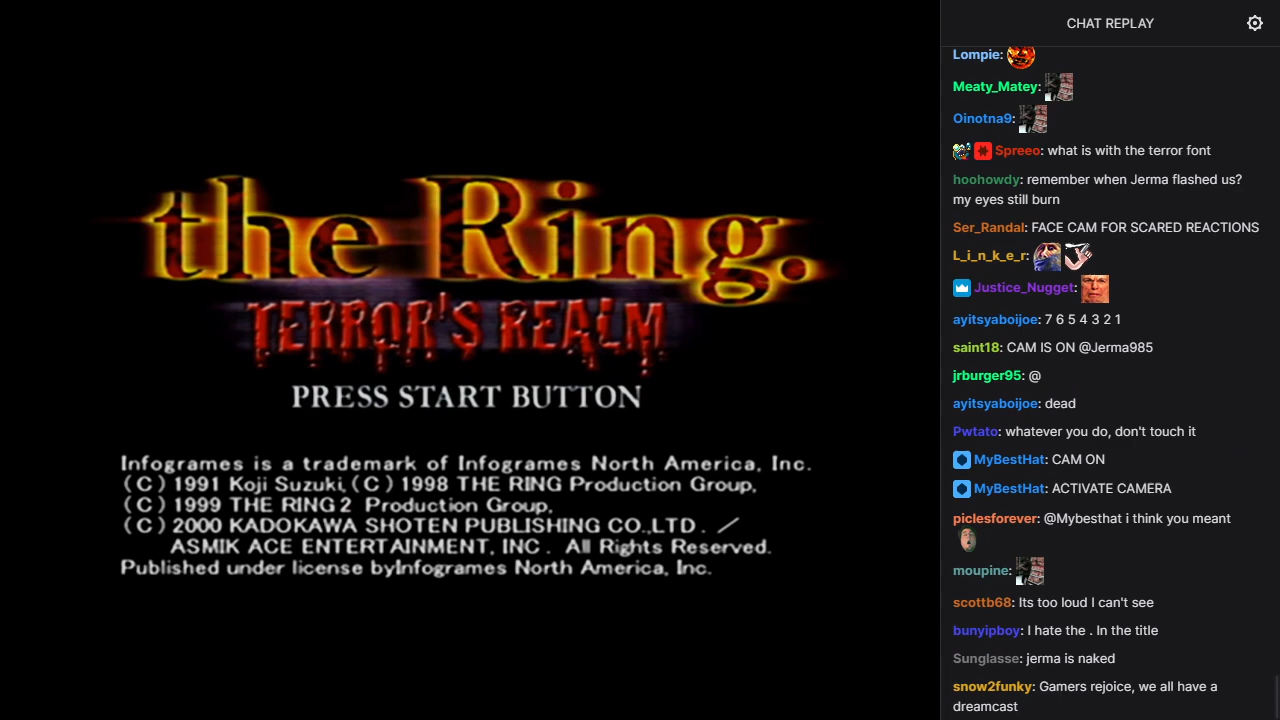 the Ring.
TERROR'S REALM
PRESS START BUTTON
Infogrames is a trademark of Infogrames North America, Inc.
(C) 1991 Koji Suzuki, (C) 1998 THE RING Production Group,
(C) 1999 THE RING 2 Production Group,
(C) 2000 KADOKAWA SHOTEN PUBLISHING CO.,LTD. ／
ASMIK ACE ENTERTAINMENT, INC. All Rights Reserved.
Published under license byInfogrames North America, Inc.
CHAT REPLAY
Lompie:
Meaty_Matey:
Oinotna9:
Spreeo: what is with the terror font
hoohowdy: remember when Jerma flashed us?
my eyes still burn
Ser_Randal: FACE CAM FOR SCARED REACTIONS
L_i_n_k_e_r:
Justice_Nugget:
ayitsyaboijoe: 7 6 5 4 3 2 1
saint18: CAM IS ON @Jerma985
jrburger95: @
ayitsyaboijoe: dead
Pwtato: whatever you do, don't touch it
MyBestHat: CAM ON
MyBestHat: ACTIVATE CAMERA
piclesforever: @Mybesthat i think you meant
moupine:
scottb68: Its too loud I can't see
bunyipboy: I hate the . In the title
Sunglasse: jerma is naked
snow2funky: Gamers rejoice, we all have a
dreamcast